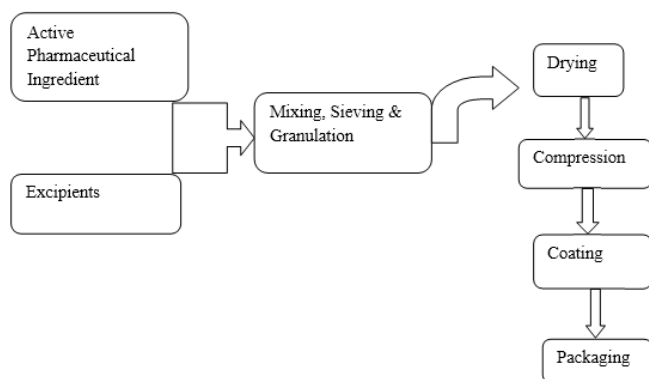 Active
Pharmaceutical
Ingredient
Excipients
Mixing, Sieving &
Granulation
Drying
Compression
Coating
Packaging